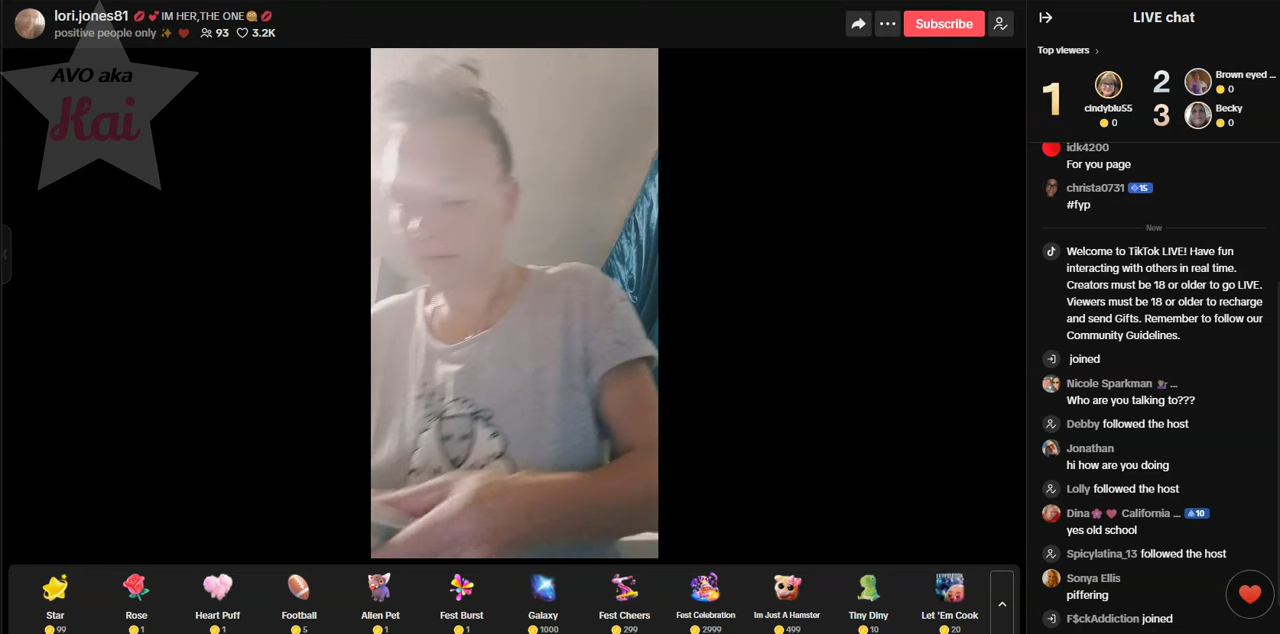 lori.jones81 💋💕IM HER,THE ONE😊💋
positive people only ✨ ❤️ 93 3.2K
Subscribe
AVO aka
Kai
LIVE chat
Top viewers >
1
cindyblu55
0
2
Brown eyed ...
0
3
Becky
0
idk4200
For you page
christa0731 15
#fyp
New
Welcome to TikTok LIVE! Have fun
interacting with others in real time.
Creators must be 18 or older to go LIVE.
Viewers must be 18 or older to recharge
and send Gifts. Remember to follow our
Community Guidelines.
joined
Nicole Sparkman ...
Who are you talking to???
Debby followed the host
Jonathan
hi how are you doing
Lolly followed the host
Dina🌸 ❤️ California ... 10
yes old school
Spicylatina_13 followed the host
Sonya Ellis
piffering
F$ckAddiction joined
Star Rose Heart Puff Football Alien Pet Fest Burst Galaxy Fest Cheers Fest Celebration Im Just A Hamster Tiny Diny Let 'Em Cook
99 1 1 5 1 1 1000 299 2999 499 10 20